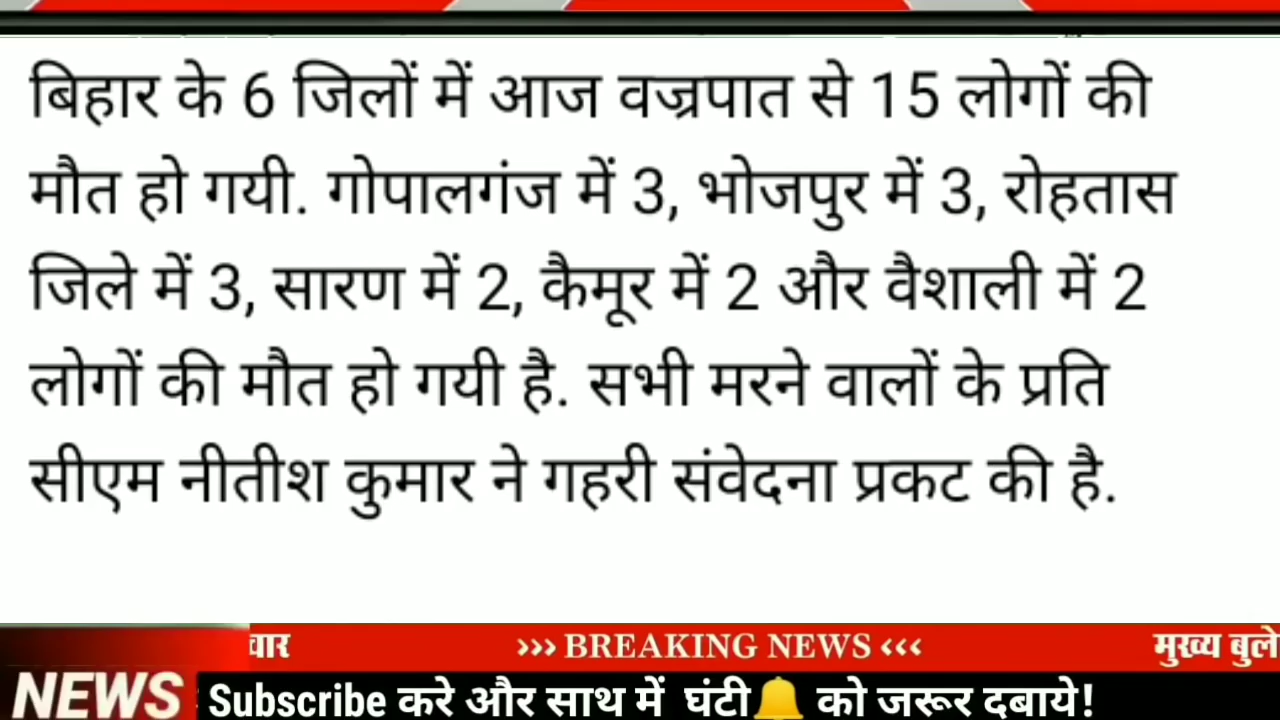 बिहार के 6 जिलों में आज वज्रपात से 15 लोगों की
मौत हो गयी. गोपालगंज में 3, भोजपुर में 3, रोहतास
जिले में 3, सारण में 2, कैमूर में 2 और वैशाली में 2
लोगों की मौत हो गयी है. सभी मरने वालों के प्रति
सीएम नीतीश कुमार ने गहरी संवेदना प्रकट की है.
››› BREAKING NEWS ‹‹‹ मुख्य
NEWS Subscribe करे और साथ में घंटी🔔 को जरूर दबाये!